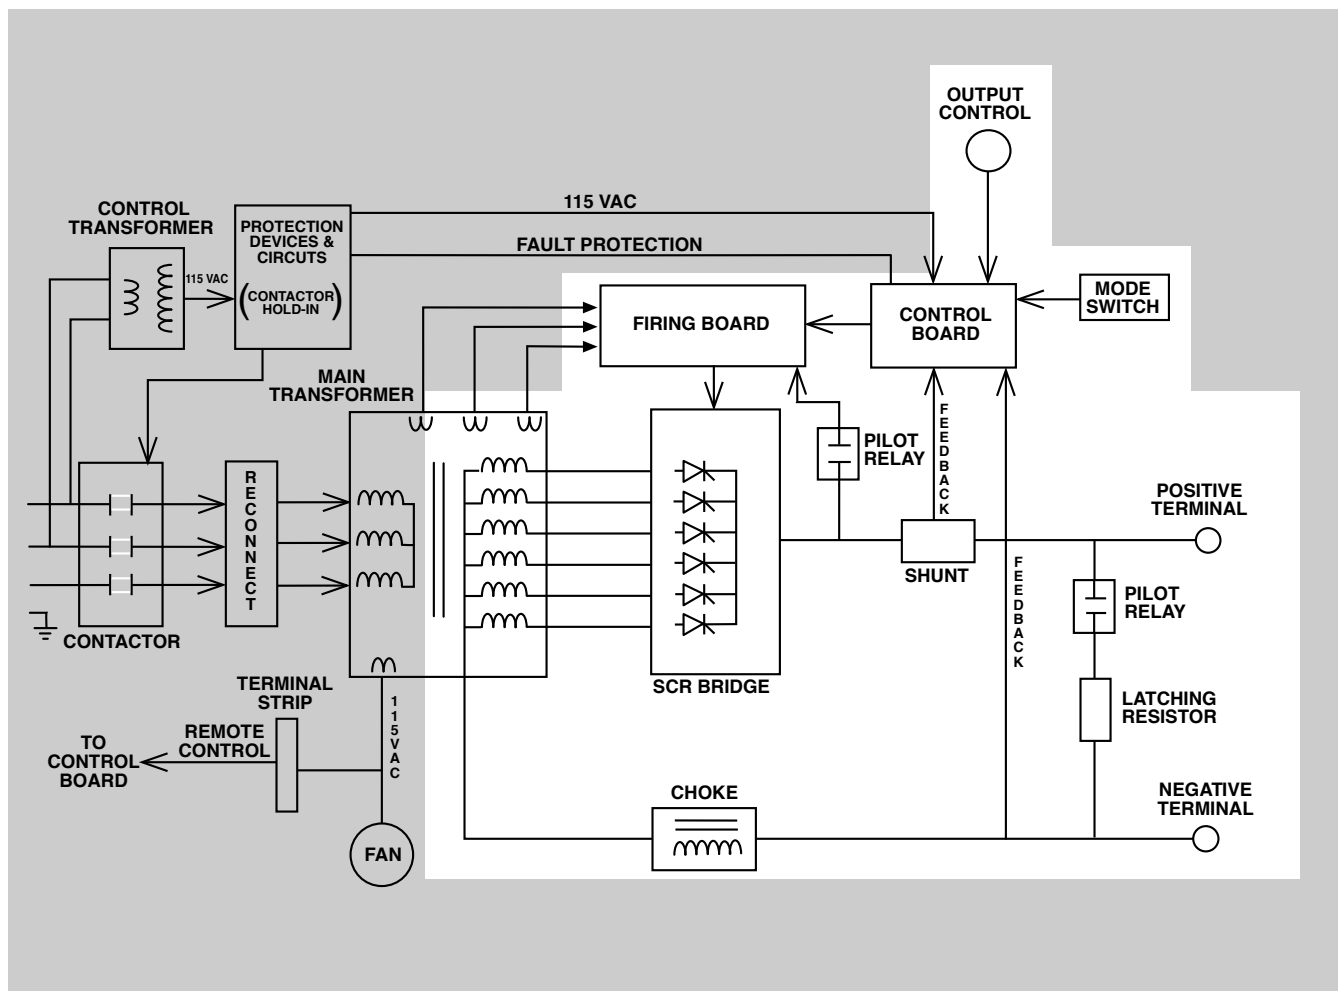 OUTPUT
CONTROL
115 VAC
CONTROL
TRANSFORMER
PROTECTION
DEVICES &
CIRCUTS
(CONTACTOR
HOLD-IN)
FAULT PROTECTION
115 VAC
MODE
SWITCH
FIRING BOARD
CONTROL
BOARD
MAIN
TRANSFORMER
FEEDBACK
PILOT
RELAY
RECONNECT
POSITIVE
TERMINAL
SHUNT
FEEDBACK
PILOT
RELAY
CONTACTOR
SCR BRIDGE
TERMINAL
STRIP
115VAC
LATCHING
RESISTOR
REMOTE
CONTROL
TO
CONTROL
BOARD
CHOKE
NEGATIVE
TERMINAL
FAN